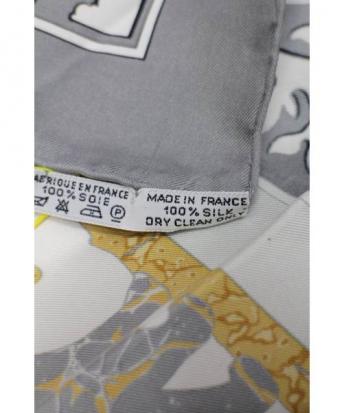 FABRIQUE EN FRANCE
100% SOIE
MADE IN FRANCE
100% SILK
DRY CLEAN ONLY